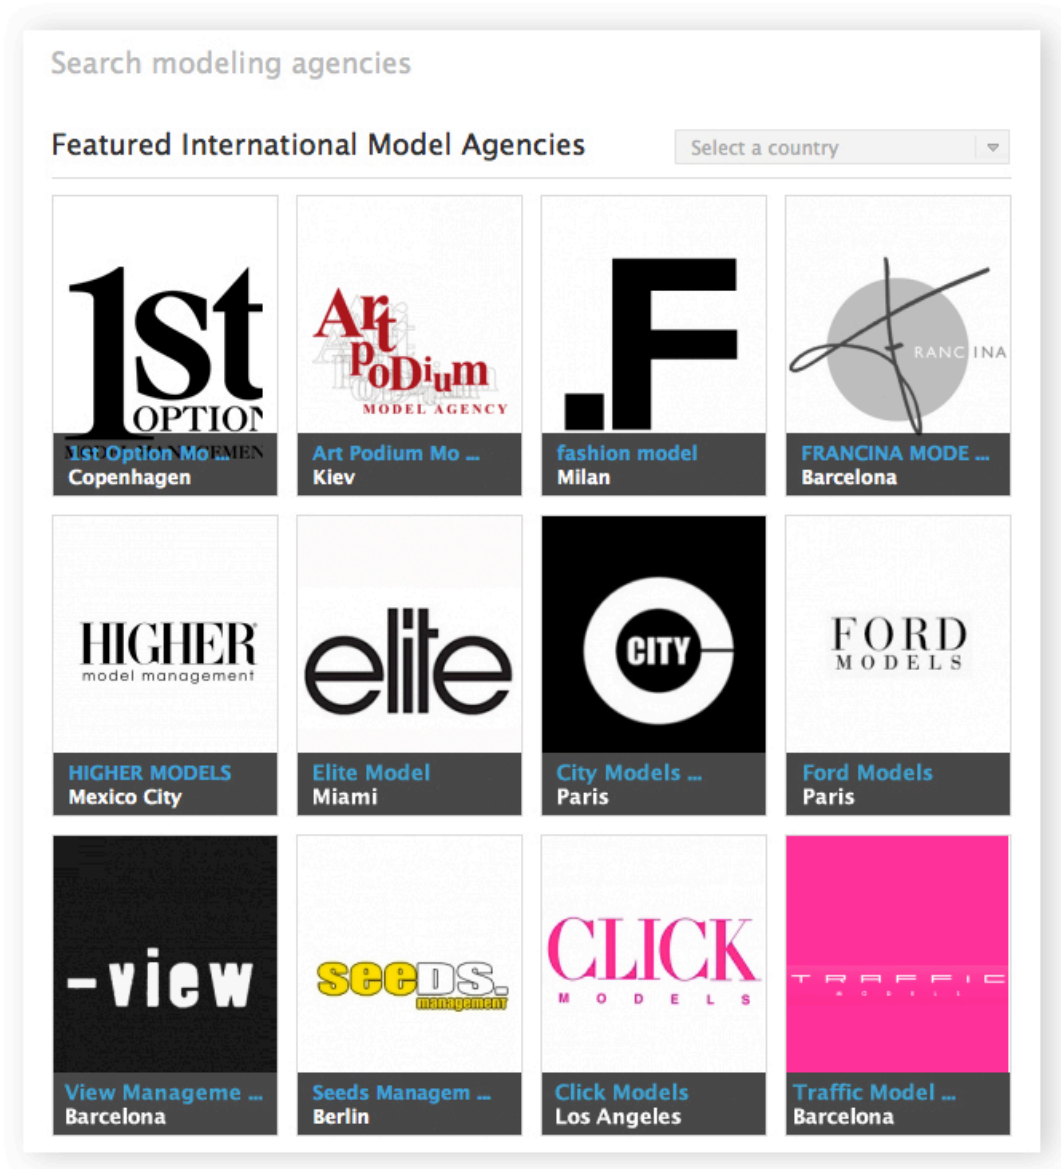 Search modeling agencies
Featured International Model Agencies
Select a country
1st
OPTION
1st Option Mo ...
Copenhagen
Art
PoDium
MODEL AGENCY
Art Podium Mo ...
Kiev
.F
fashion model
Milan
FRANCINA
FRANCINA MODE ...
Barcelona
HIGHER
model management
HIGHER MODELS
Mexico City
elite
Elite Model
Miami
CITY
City Models ...
Paris
FORD
MODELS
Ford Models
Paris
-view
View Manageme ...
Barcelona
seeDS.
management
Seeds Managem ...
Berlin
CLICK
MODELS
Click Models
Los Angeles
TRAFFIC
MODELS
Traffic Model ...
Barcelona